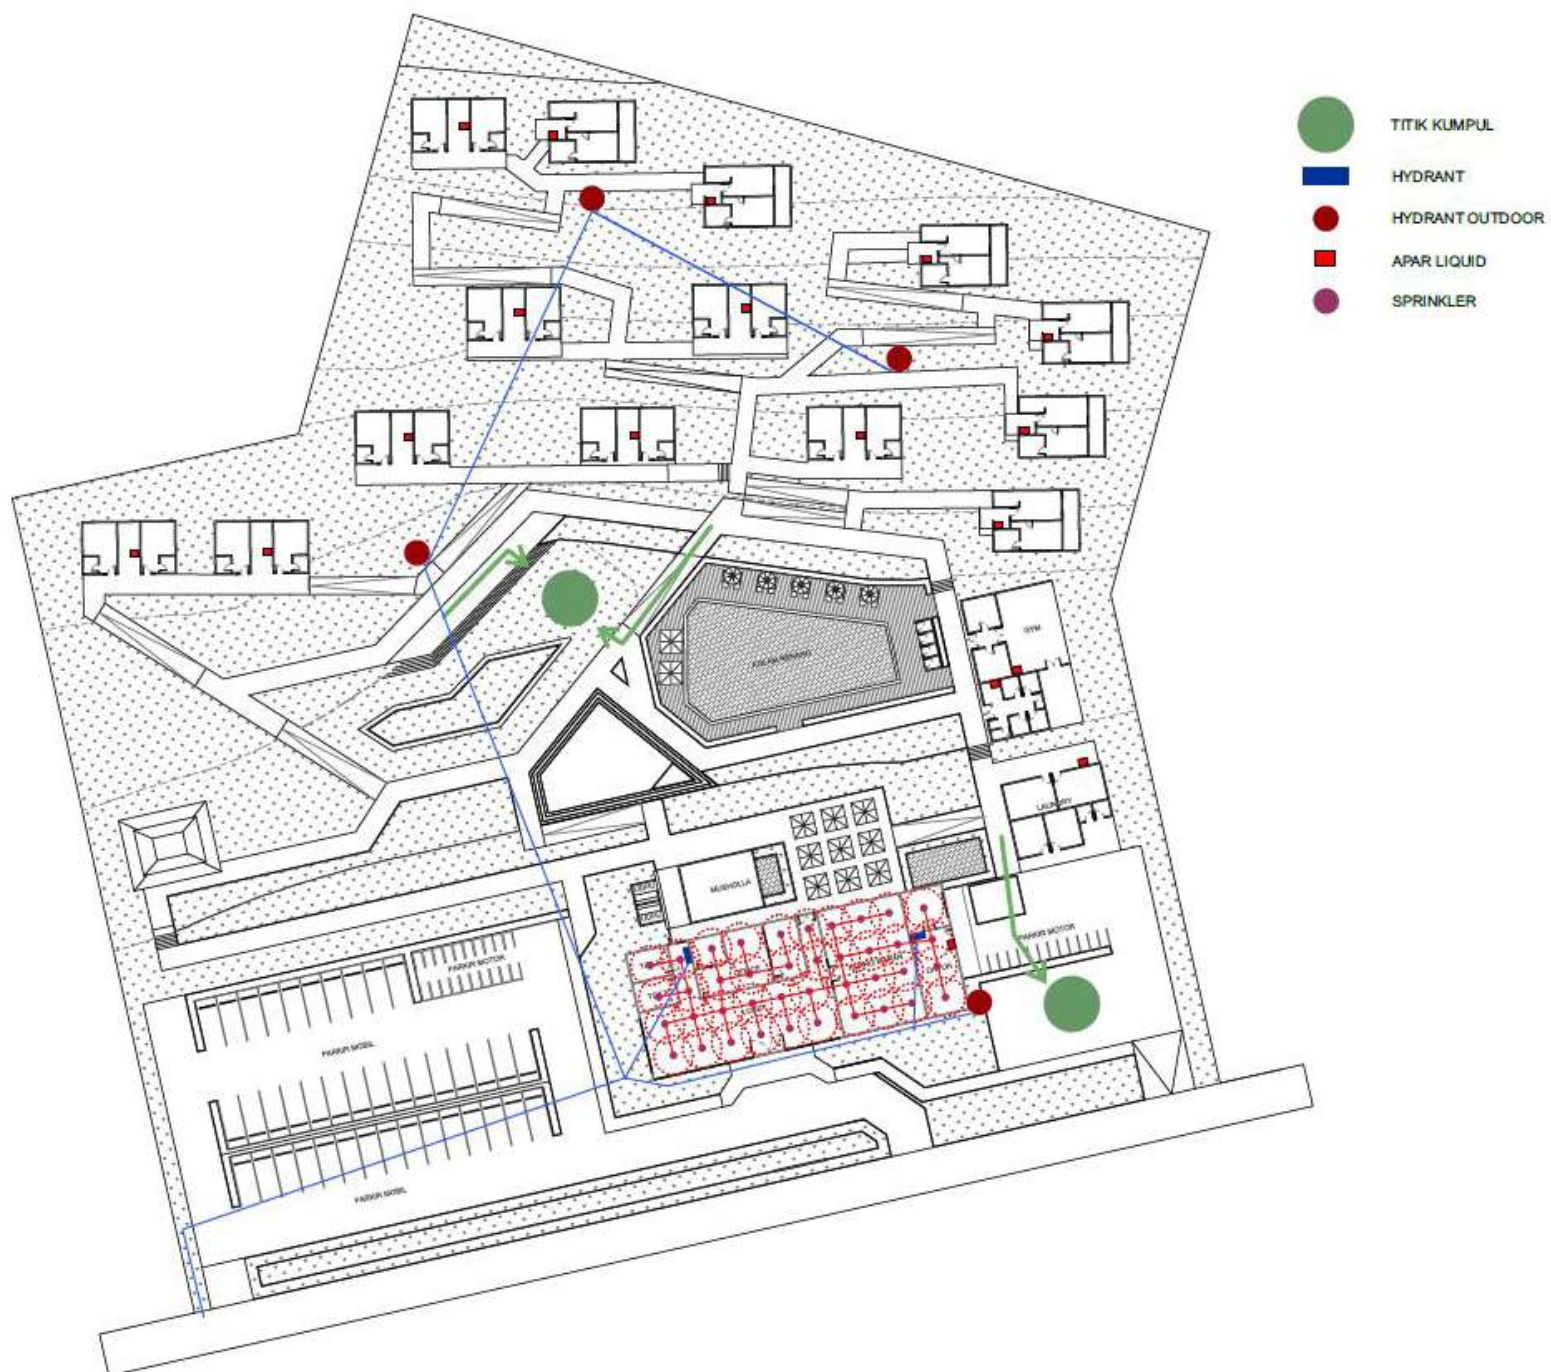 TITIK KUMPUL
HYDRANT
HYDRANT OUTDOOR
APAR LIQUID
SPRINKLER
GYM
KOLAM RENANG
LAUNDRY
MUSHOLLA
PARKIR MOTOR
PARKIR MOTOR
DAPUR
PARKIR MOBIL
PARKIR MOBIL